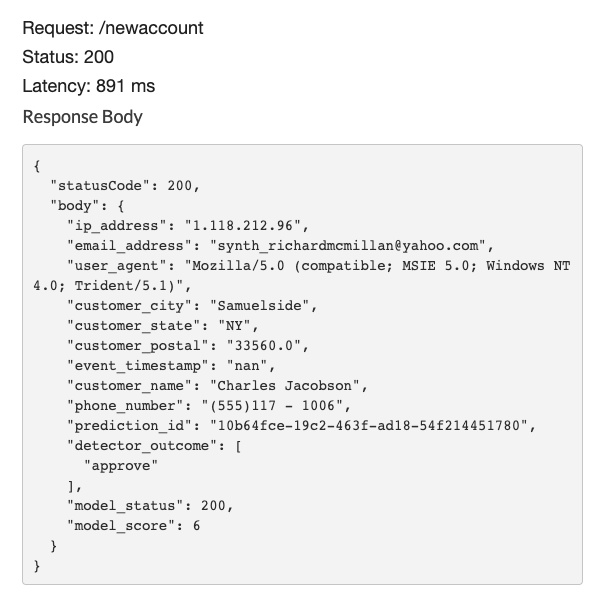 Request: /newaccount
Status: 200
Latency: 891 ms
Response Body
{
  "statusCode": 200,
  "body": {
    "ip_address": "1.118.212.96",
    "email_address": "synth_richardmcmillan@yahoo.com",
    "user_agent": "Mozilla/5.0 (compatible; MSIE 5.0; Windows NT
4.0; Trident/5.1)",
    "customer_city": "Samuelside",
    "customer_state": "NY",
    "customer_postal": "33560.0",
    "event_timestamp": "nan",
    "customer_name": "Charles Jacobson",
    "phone_number": "(555)117 - 1006",
    "prediction_id": "10b64fce-19c2-463f-ad18-54f214451780",
    "detector_outcome": [
      "approve"
    ],
    "model_status": 200,
    "model_score": 6
  }
}